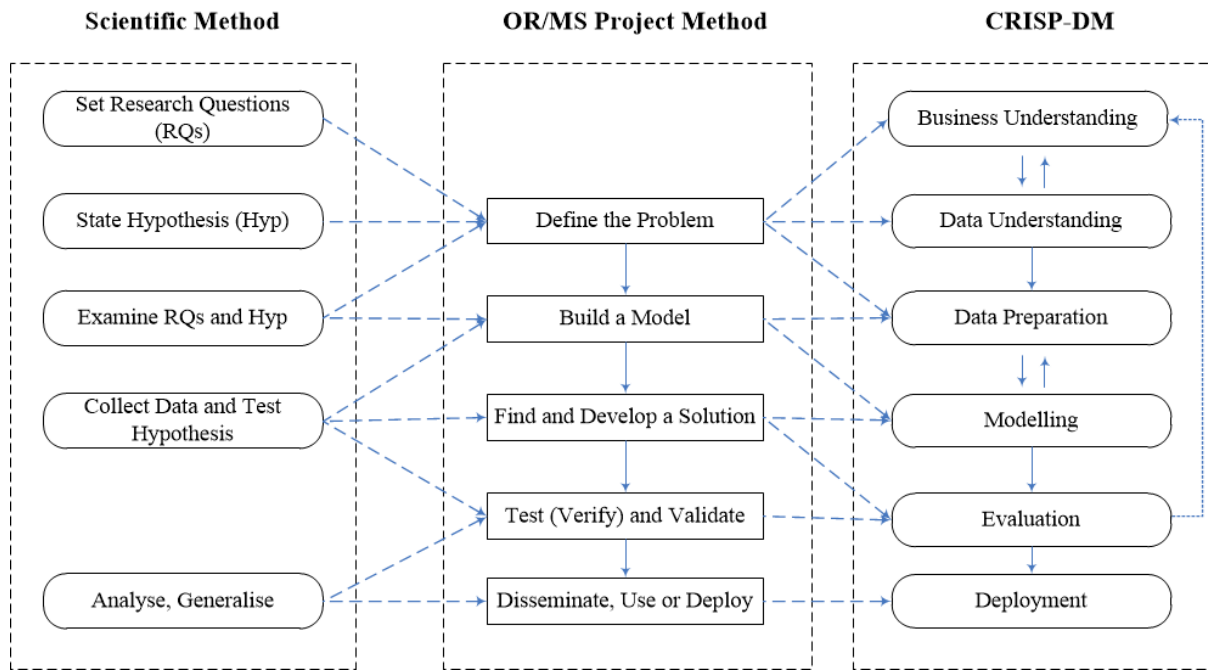 Scientific Method
OR/MS Project Method
CRISP-DM
Set Research Questions
(RQs)
State Hypothesis (Hyp)
Examine RQs and Hyp
Collect Data and Test
Hypothesis
Analyse, Generalise
Define the Problem
Build a Model
Find and Develop a Solution
Test (Verify) and Validate
Disseminate, Use or Deploy
Business Understanding
Data Understanding
Data Preparation
Modelling
Evaluation
Deployment